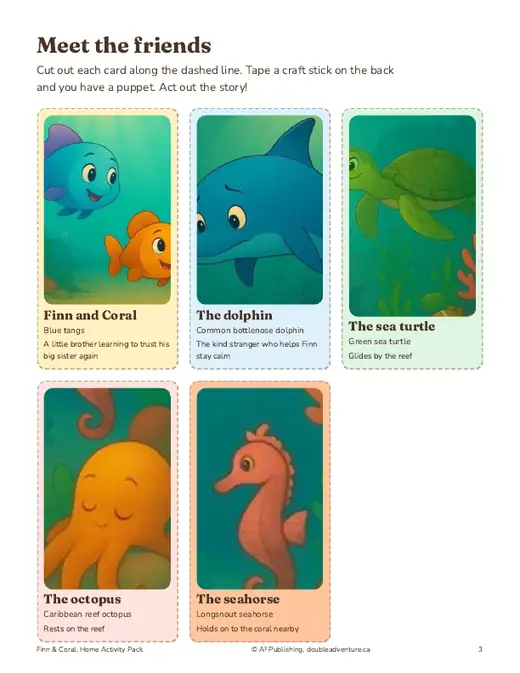 Meet the friends
Cut out each card along the dashed line. Tape a craft stick on the back
and you have a puppet. Act out the story!
Finn and Coral
Blue tangs
A little brother learning to trust his
big sister again
The dolphin
Common bottlenose dolphin
The kind stranger who helps Finn
stay calm
The sea turtle
Green sea turtle
Glides by the reef
The octopus
Caribbean reef octopus
Rests on the reef
The seahorse
Longsnout seahorse
Holds on to the coral nearby
Finn & Coral, Home Activity Pack
© A² Publishing, doubleadventure.ca
3